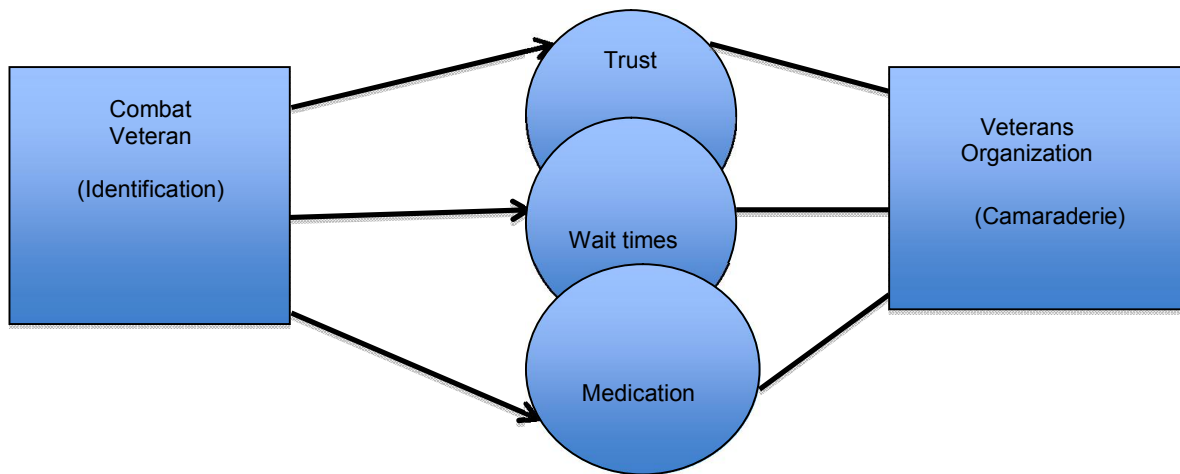 Combat
Veteran
(Identification)
Trust
Wait times
Medication
Veterans
Organization
(Camaraderie)